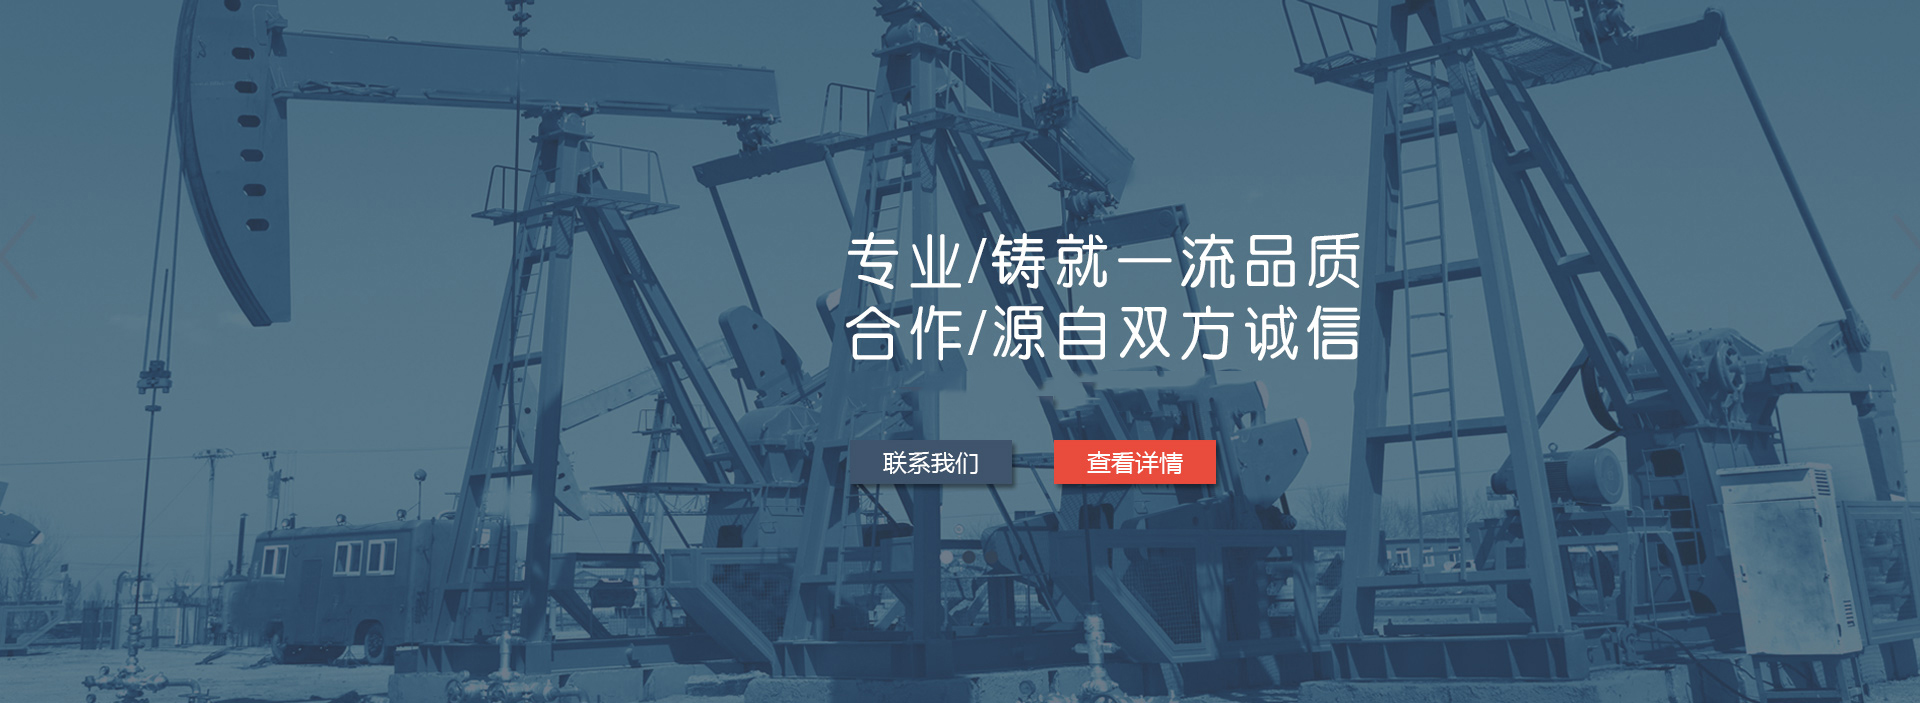 专业/铸就一流品质
合作/源自双方诚信
联系我们
查看详情